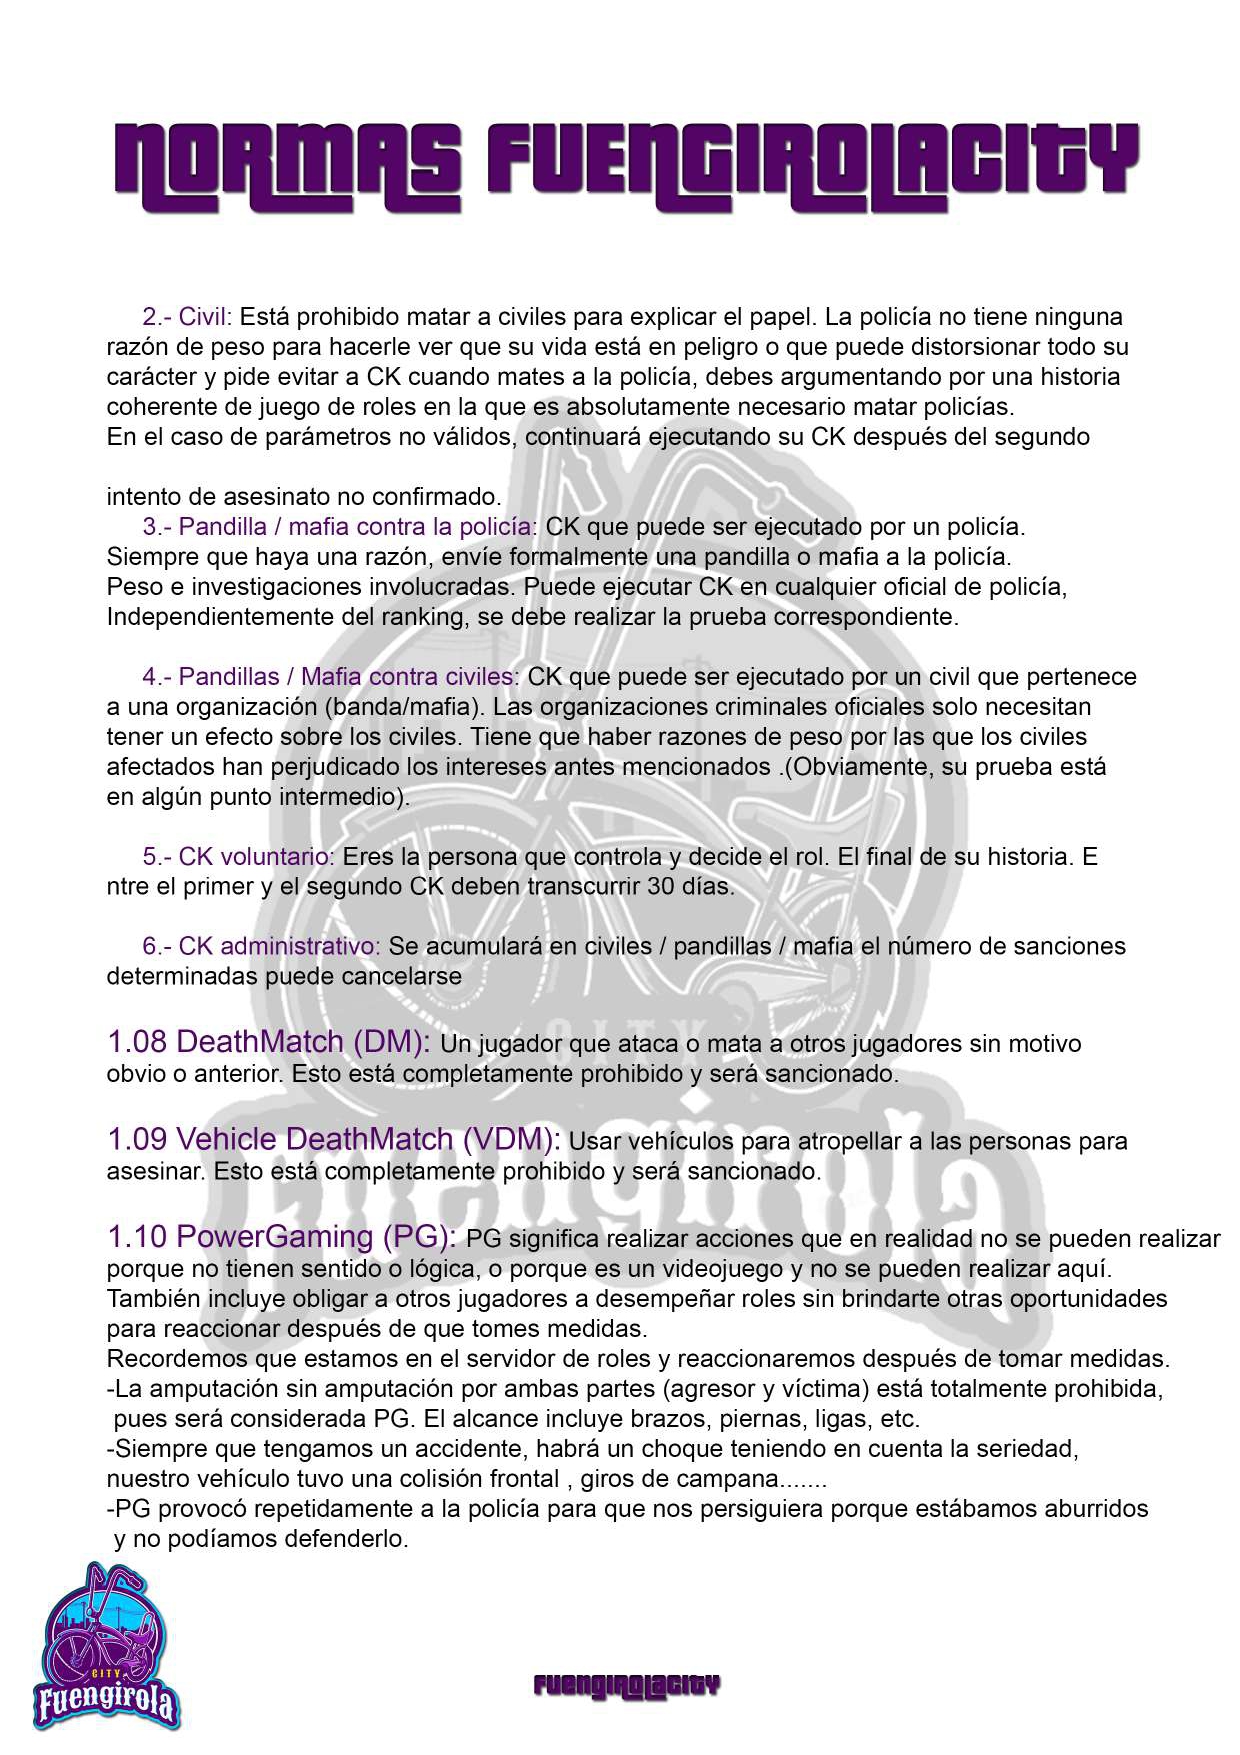 NORMAS FUENGIROLACITY
2.- Civil: Está prohibido matar a civiles para explicar el papel. La policía no tiene ninguna
razón de peso para hacerle ver que su vida está en peligro o que puede distorsionar todo su
carácter y pide evitar a CK cuando mates a la policía, debes argumentando por una historia
coherente de juego de roles en la que es absolutamente necesario matar policías.
En el caso de parámetros no válidos, continuará ejecutando su CK después del segundo
intento de asesinato no confirmado.
3.- Pandilla / mafia contra la policía: CK que puede ser ejecutado por un policía.
Siempre que haya una razón, envíe formalmente una pandilla o mafia a la policía.
Peso e investigaciones involucradas. Puede ejecutar CK en cualquier oficial de policía,
Independientemente del ranking, se debe realizar la prueba correspondiente.
4.- Pandillas / Mafia contra civiles: CK que puede ser ejecutado por un civil que pertenece
a una organización (banda/mafia). Las organizaciones criminales oficiales solo necesitan
tener un efecto sobre los civiles. Tiene que haber razones de peso por las que los civiles
afectados han perjudicado los intereses antes mencionados .(Obviamente, su prueba está
en algún punto intermedio).
5.- CK voluntario: Eres la persona que controla y decide el rol. El final de su historia. E
ntre el primer y el segundo CK deben transcurrir 30 días.
6.- CK administrativo: Se acumulará en civiles / pandillas / mafia el número de sanciones
determinadas puede cancelarse
1.08 DeathMatch (DM): Un jugador que ataca o mata a otros jugadores sin motivo
obvio o anterior. Esto está completamente prohibido y será sancionado.
1.09 Vehicle DeathMatch (VDM): Usar vehículos para atropellar a las personas para
asesinar. Esto está completamente prohibido y será sancionado.
1.10 PowerGaming (PG): PG significa realizar acciones que en realidad no se pueden realizar
porque no tienen sentido o lógica, o porque es un videojuego y no se pueden realizar aquí.
También incluye obligar a otros jugadores a desempeñar roles sin brindarte otras oportunidades
para reaccionar después de que tomes medidas.
Recordemos que estamos en el servidor de roles y reaccionaremos después de tomar medidas.
-La amputación sin amputación por ambas partes (agresor y víctima) está totalmente prohibida,
pues será considerada PG. El alcance incluye brazos, piernas, ligas, etc.
-Siempre que tengamos un accidente, habrá un choque teniendo en cuenta la seriedad,
nuestro vehículo tuvo una colisión frontal , giros de campana.......
-PG provocó repetidamente a la policía para que nos persiguiera porque estábamos aburridos
y no podíamos defenderlo.
CITY
Fuengirola
CITY
Fuengirola
FUENGIROLACITY